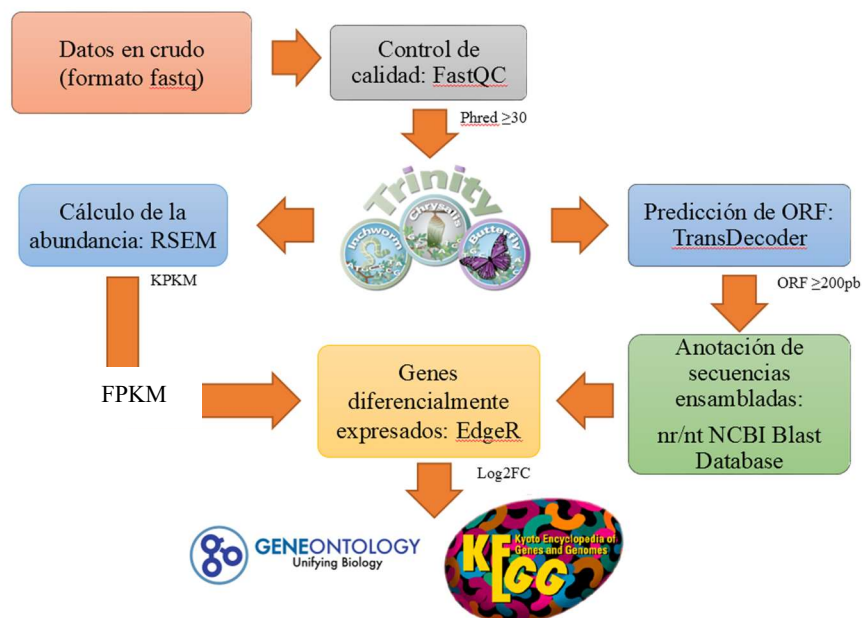 Datos en crudo
(formato fastq)
Control de
calidad: FastQC
Phred ≥30
Trinity
Inchworm
Chrysalis
Butterfly
Cálculo de la
abundancia: RSEM
KPKM
Predicción de ORF:
TransDecoder
ORF ≥200pb
FPKM
Genes
diferencialmente
expresados: EdgeR
Anotación de
secuencias
ensambladas:
nr/nt NCBI Blast
Database
Log2FC
GENEONTOLOGY
Unifying Biology
KEGG
Kyoto Encyclopedia of
Genes and Genomes